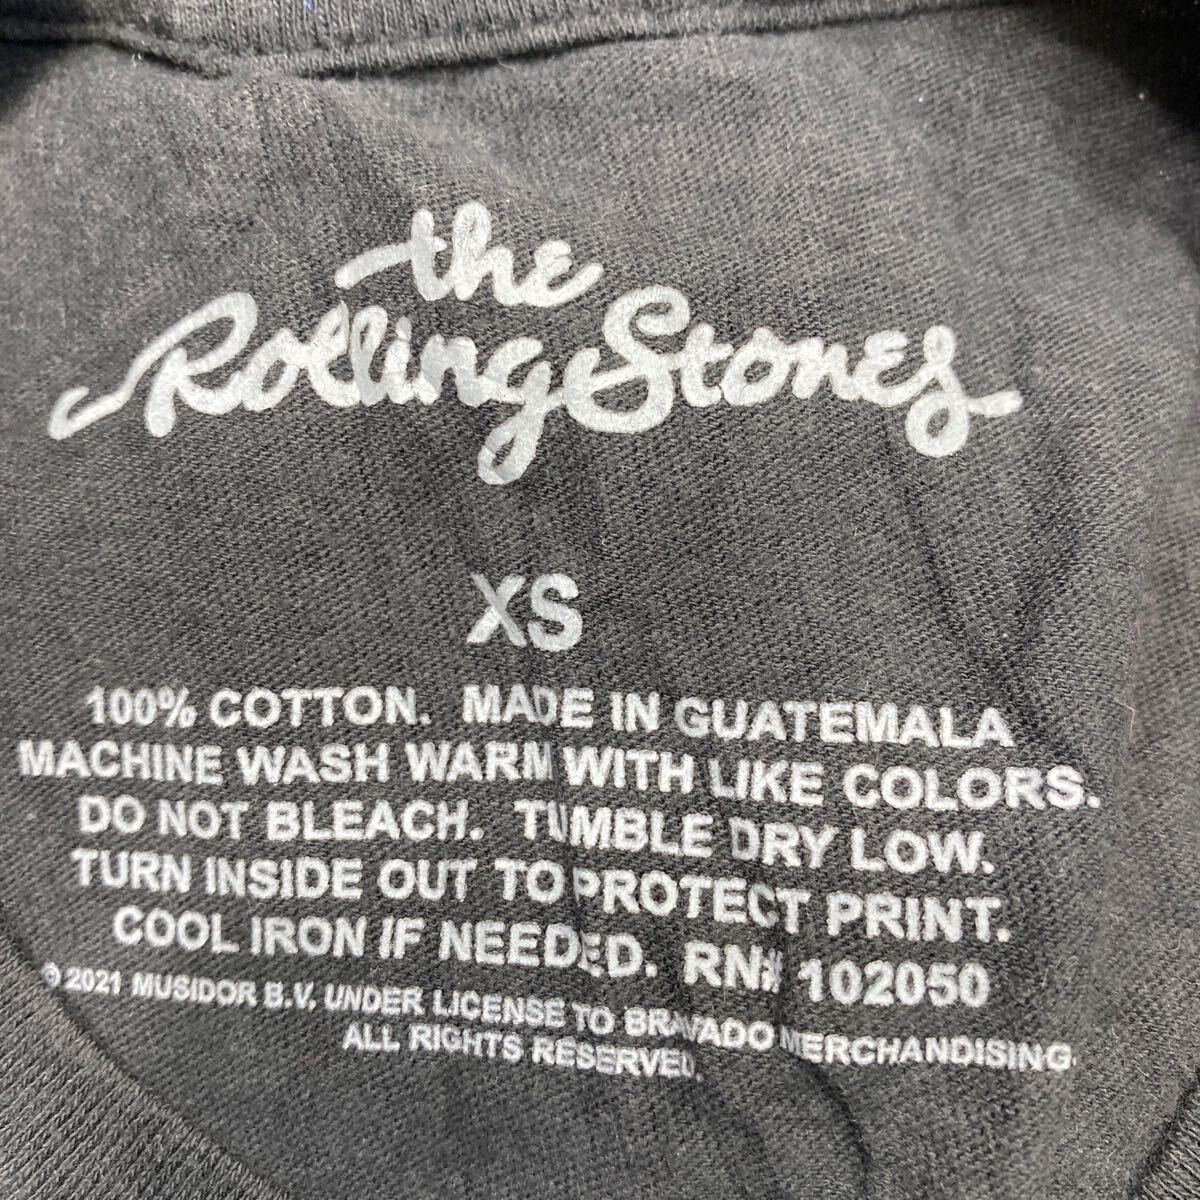 the
Rolling Stones
XS
100% COTTON. MADE IN GUATEMALA
MACHINE WASH WARM WITH LIKE COLORS.
DO NOT BLEACH. TUMBLE DRY LOW.
TURN INSIDE OUT TO PROTECT PRINT.
COOL IRON IF NEEDED. RN# 102050
© 2021 MUSIDOR B.V. UNDER LICENSE TO BRAVADO MERCHANDISING.
ALL RIGHTS RESERVED.